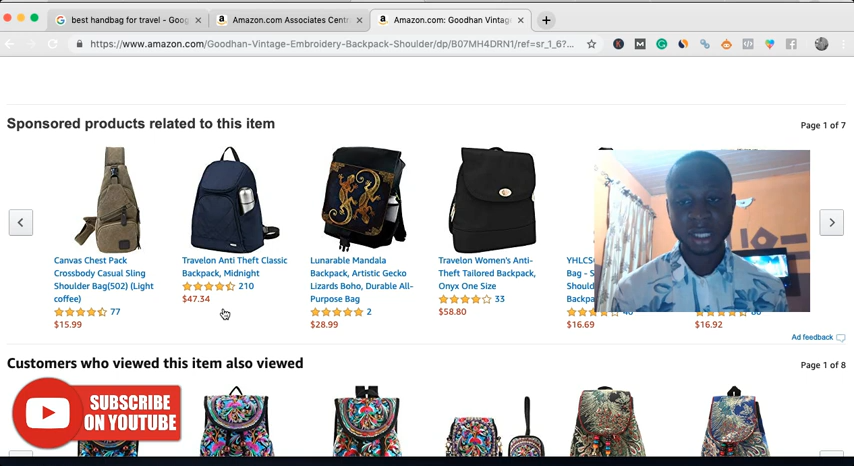 best handbag for travel - Goog
Amazon.com Associates Centr
Amazon.com: Goodhan Vintage
https://www.amazon.com/Goodhan-Vintage-Embroidery-Backpack-Shoulder/dp/B07MH4DRN1/ref=sr_1_6?...
Sponsored products related to this item
Page 1 of 7
Canvas Chest Pack
Crossbody Casual Sling
Shoulder Bag(502) (Light
coffee)
77
$15.99
Travelon Anti Theft Classic
Backpack, Midnight
210
$47.34
Lunarable Mandala
Backpack, Artistic Gecko
Lizards Boho, Durable All-
Purpose Bag
2
$28.99
Travelon Women's Anti-
Theft Tailored Backpack,
Onyx One Size
33
$58.80
YHLCS
Bag - S
Should
Backpa
$16.69
$16.92
Ad feedback
Customers who viewed this item also viewed
Page 1 of 8
SUBSCRIBE
ON YOUTUBE